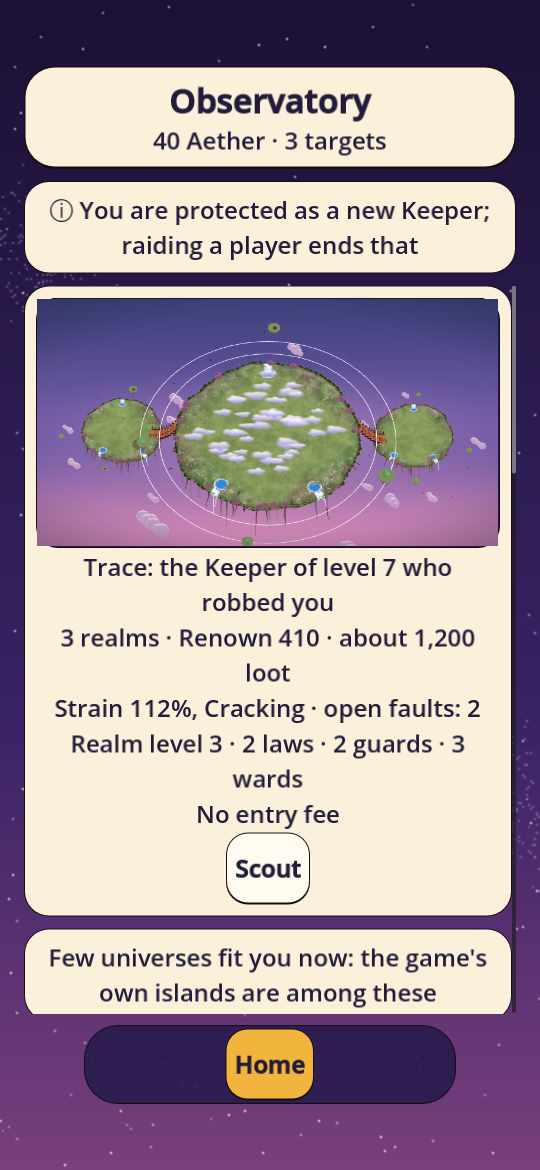 Observatory
40 Aether · 3 targets
ⓘ You are protected as a new Keeper;
raiding a player ends that
Trace: the Keeper of level 7 who
robbed you
3 realms · Renown 410 · about 1,200
loot
Strain 112%, Cracking · open faults: 2
Realm level 3 · 2 laws · 2 guards · 3
wards
No entry fee
Scout
Few universes fit you now: the game's
own islands are among these
Home